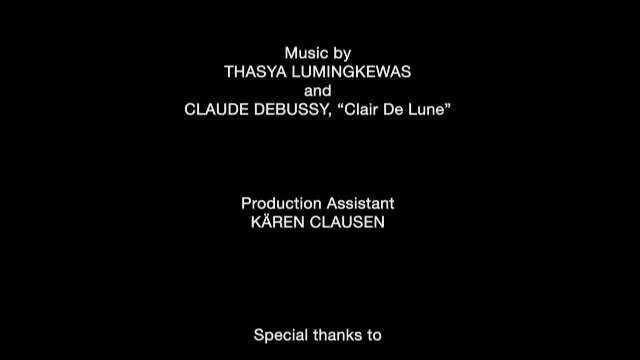 Music by
THASYA LUMINGKEWAS
and
CLAUDE DEBUSSY, “Clair De Lune”
Production Assistant
KÄREN CLAUSEN
Special thanks to